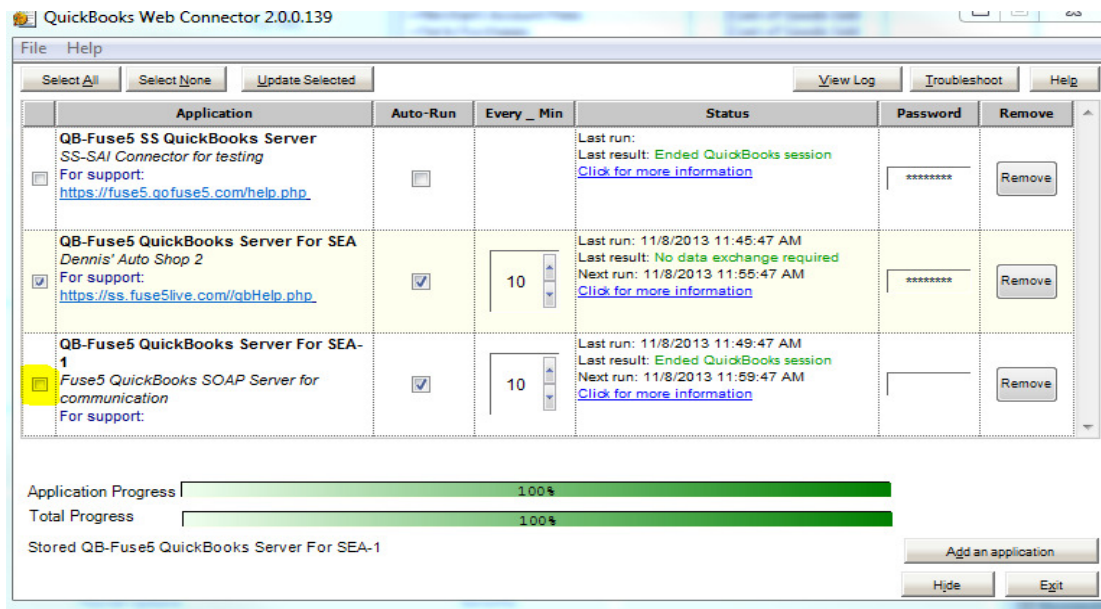 QuickBooks Web Connector 2.0.0.139
File Help
Select All Select None Update Selected View Log Troubleshoot Help
Application Auto-Run Every _ Min Status Password Remove
QB-Fuse5 SS QuickBooks Server
SS-SAI Connector for testing
For support:
https://fuse5.gofuse5.com/help.php
Last run:
Last result: Ended QuickBooks session
Click for more information
********
Remove
QB-Fuse5 QuickBooks Server For SEA
Dennis' Auto Shop 2
For support:
https://ss.fuse5live.com//qbHelp.php
10
Last run: 11/8/2013 11:45:47 AM
Last result: No data exchange required
Next run: 11/8/2013 11:55:47 AM
Click for more information
********
Remove
QB-Fuse5 QuickBooks Server For SEA-
1
Fuse5 QuickBooks SOAP Server for
communication
For support:
10
Last run: 11/8/2013 11:49:47 AM
Last result: Ended QuickBooks session
Next run: 11/8/2013 11:59:47 AM
Click for more information
Remove
Application Progress 100%
Total Progress 100%
Stored QB-Fuse5 QuickBooks Server For SEA-1
Add an application
Hide Exit